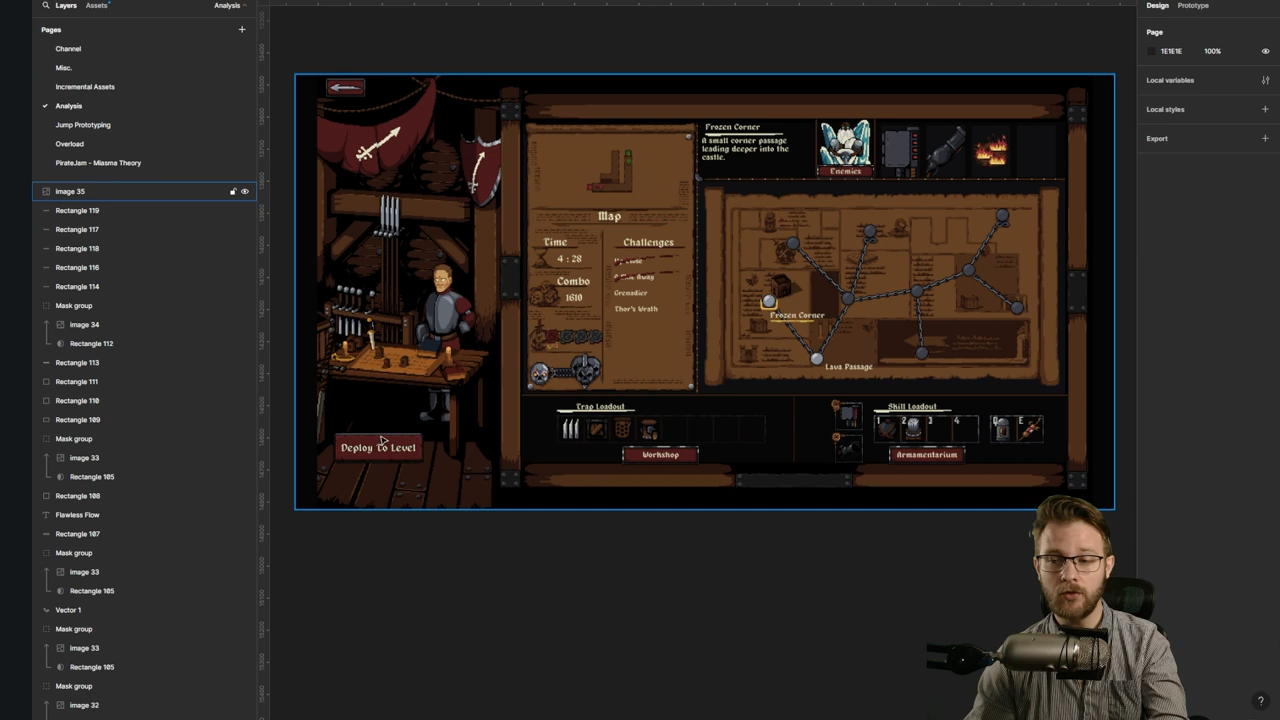 Layers Assets Analysis
Pages
Channel
Misc.
Incremental Assets
Analysis
Jump Prototyping
Overload
PirateJam - Miasma Theory
image 35
Rectangle 119
Rectangle 117
Rectangle 118
Rectangle 116
Rectangle 114
Mask group
image 34
Rectangle 112
Rectangle 113
Rectangle 111
Rectangle 110
Rectangle 109
Mask group
image 33
Rectangle 105
Rectangle 108
Flawless Flow
Rectangle 107
Mask group
image 33
Rectangle 105
Vector 1
Mask group
image 33
Rectangle 105
Mask group
image 32
Deploy To Level
Map
Time
4 : 28
Combo
1610
Challenges
Grenadier
Thor's Wrath
Frozen Corner
A small corner passage
leading deeper into the
castle.
Enemies
Frozen Corner
Lava Passage
Trap Loadout
Workshop
Skill Loadout
1 2 3 4
Q E
Armamentarium
Design Prototype
Page
1E1E1E 100%
Local variables
Local styles
Export
?